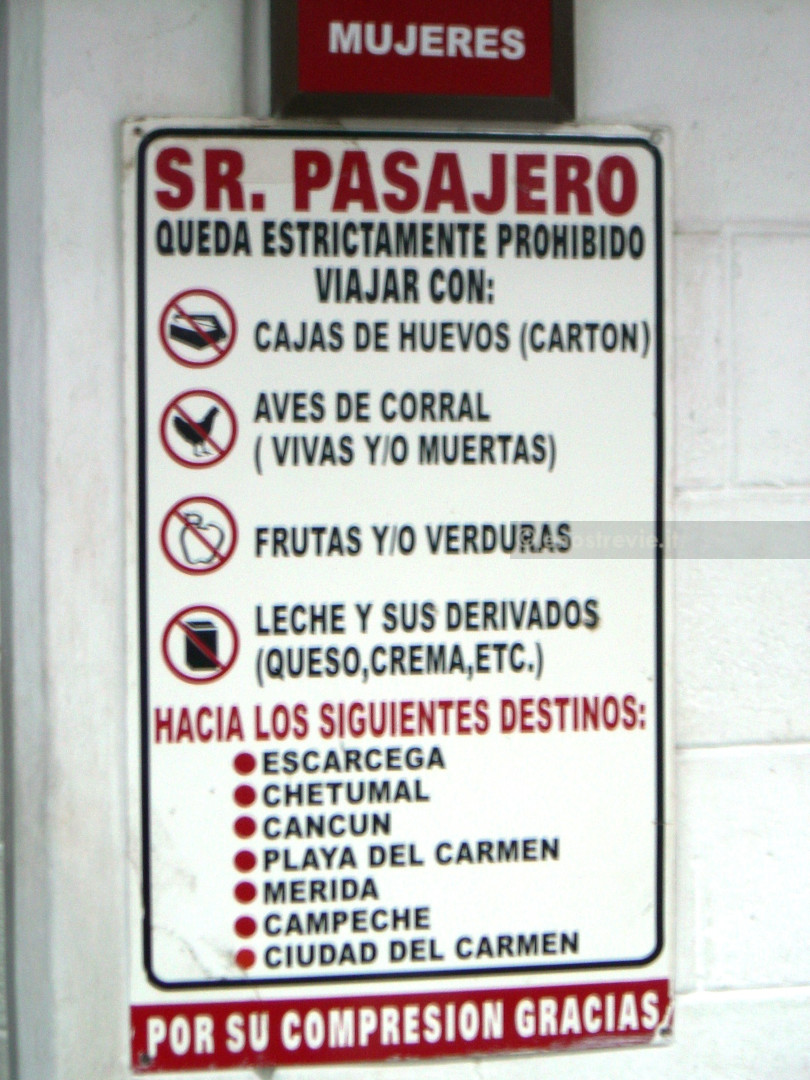 MUJERES
SR. PASAJERO
QUEDA ESTRICTAMENTE PROHIBIDO
VIAJAR CON:
CAJAS DE HUEVOS (CARTON)
AVES DE CORRAL
( VIVAS Y/O MUERTAS)
FRUTAS Y/O VERDURAS
LECHE Y SUS DERIVADOS
(QUESO,CREMA,ETC.)
HACIA LOS SIGUIENTES DESTINOS:
ESCARCEGA
CHETUMAL
CANCUN
PLAYA DEL CARMEN
MERIDA
CAMPECHE
CIUDAD DEL CARMEN
POR SU COMPRESION GRACIAS